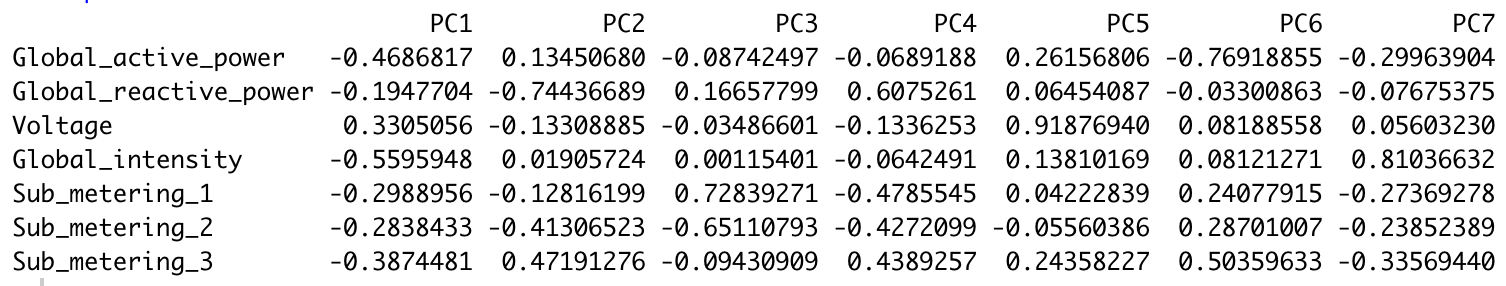 PC1 PC2 PC3 PC4 PC5 PC6 PC7
Global_active_power -0.4686817 0.13450680 -0.08742497 -0.0689188 0.26156806 -0.76918855 -0.29963904
Global_reactive_power -0.1947704 -0.74436689 0.16657799 0.6075261 0.06454087 -0.03300863 -0.07675375
Voltage 0.3305056 -0.13308885 -0.03486601 -0.1336253 0.91876940 0.08188558 0.05603230
Global_intensity -0.5595948 0.01905724 0.00115401 -0.0642491 0.13810169 0.08121271 0.81036632
Sub_metering_1 -0.2988956 -0.12816199 0.72839271 -0.4785545 0.04222839 0.24077915 -0.27369278
Sub_metering_2 -0.2838433 -0.41306523 -0.65110793 -0.4272099 -0.05560386 0.28701007 -0.23852389
Sub_metering_3 -0.3874481 0.47191276 -0.09430909 0.4389257 0.24358227 0.50359633 -0.33569440